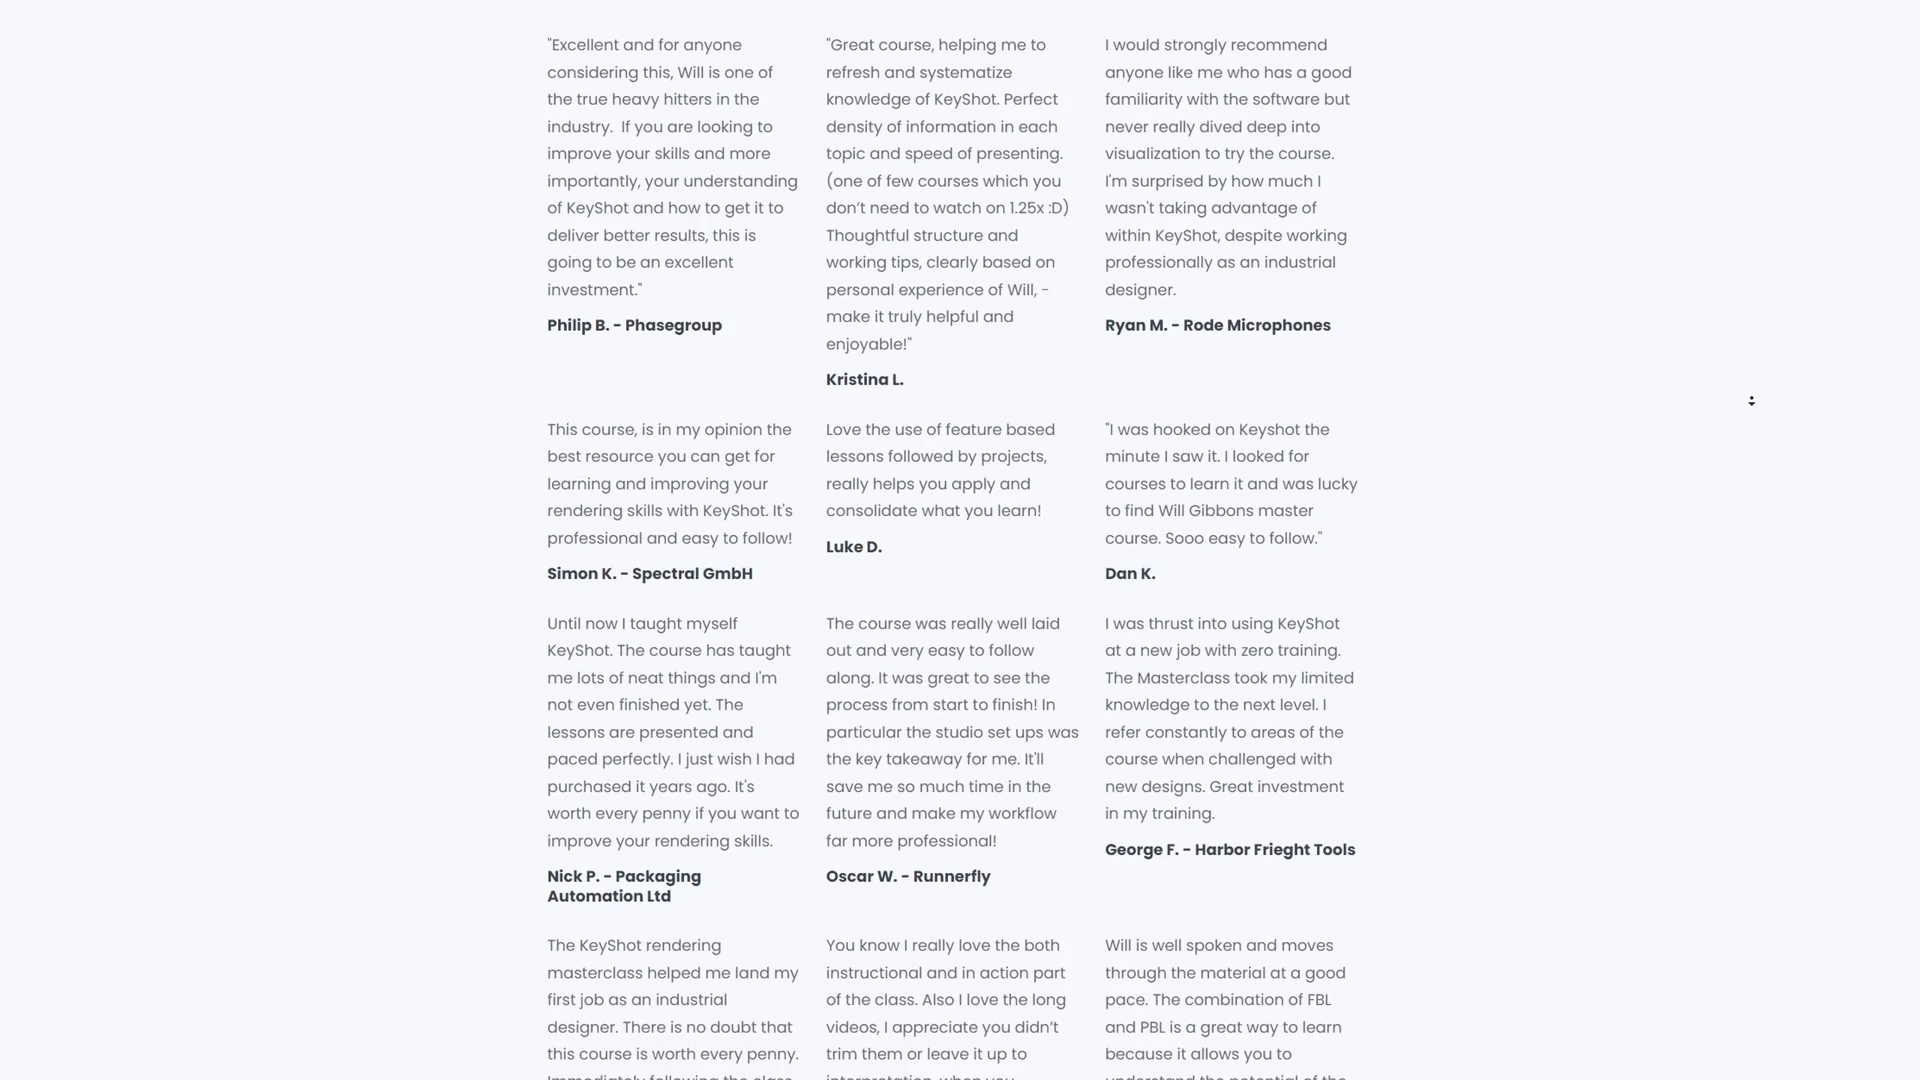 "Excellent and for anyone
considering this, Will is one of
the true heavy hitters in the
industry.  If you are looking to
improve your skills and more
importantly, your understanding
of KeyShot and how to get it to
deliver better results, this is
going to be an excellent
investment."
Philip B. - Phasegroup
"Great course, helping me to
refresh and systematize
knowledge of KeyShot. Perfect
density of information in each
topic and speed of presenting.
(one of few courses which you
don’t need to watch on 1.25x :D)
Thoughtful structure and
working tips, clearly based on
personal experience of Will, -
make it truly helpful and
enjoyable!"
Kristina L.
I would strongly recommend
anyone like me who has a good
familiarity with the software but
never really dived deep into
visualization to try the course.
I'm surprised by how much I
wasn't taking advantage of
within KeyShot, despite working
professionally as an industrial
designer.
Ryan M. - Rode Microphones
This course, is in my opinion the
best resource you can get for
learning and improving your
rendering skills with KeyShot. It's
professional and easy to follow!
Simon K. - Spectral GmbH
Love the use of feature based
lessons followed by projects,
really helps you apply and
consolidate what you learn!
Luke D.
"I was hooked on Keyshot the
minute I saw it. I looked for
courses to learn it and was lucky
to find Will Gibbons master
course. Sooo easy to follow."
Dan K.
Until now I taught myself
KeyShot. The course has taught
me lots of neat things and I'm
not even finished yet. The
lessons are presented and
paced perfectly. I just wish I had
purchased it years ago. It's
worth every penny if you want to
improve your rendering skills.
Nick P. - Packaging
Automation Ltd
The course was really well laid
out and very easy to follow
along. It was great to see the
process from start to finish! In
particular the studio set ups was
the key takeaway for me. It'll
save me so much time in the
future and make my workflow
far more professional!
Oscar W. - Runnerfly
I was thrust into using KeyShot
at a new job with zero training.
The Masterclass took my limited
knowledge to the next level. I
refer constantly to areas of the
course when challenged with
new designs. Great investment
in my training.
George F. - Harbor Frieght Tools
The KeyShot rendering
masterclass helped me land my
first job as an industrial
designer. There is no doubt that
this course is worth every penny.
Immediately following the class
You know I really love the both
instructional and in action part
of the class. Also I love the long
videos, I appreciate you didn’t
trim them or leave it up to
interpretation, when you
Will is well spoken and moves
through the material at a good
pace. The combination of FBL
and PBL is a great way to learn
because it allows you to
understand the potential of the